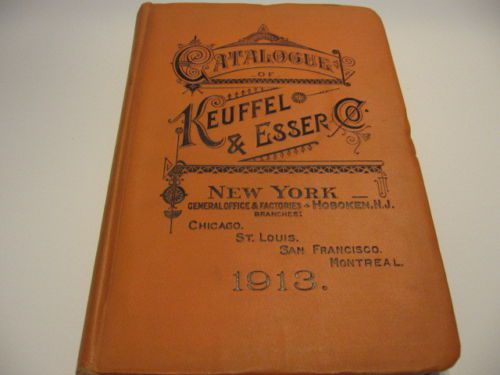 CATALOGUE
OF
KEUFFEL
& ESSER CO.
NEW YORK
GENERAL OFFICE & FACTORIES - HOBOKEN, N.J.
BRANCHES:
CHICAGO.
ST. LOUIS.
SAN FRANCISCO.
MONTREAL.
1913.